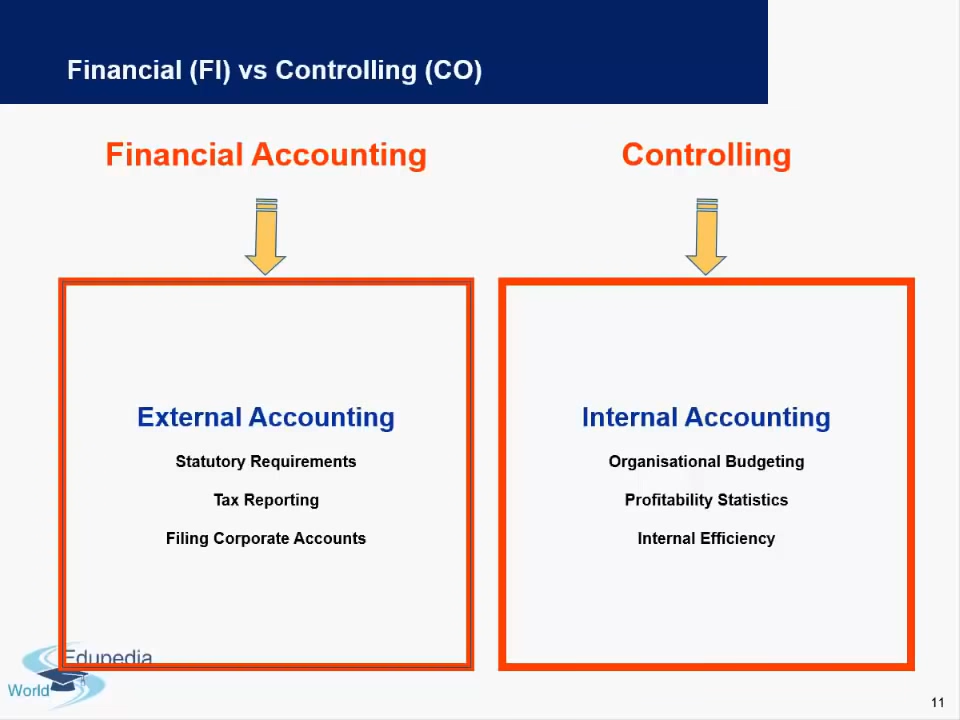 Financial (FI) vs Controlling (CO)
Financial Accounting
Controlling
External Accounting
Statutory Requirements
Tax Reporting
Filing Corporate Accounts
Internal Accounting
Organisational Budgeting
Profitability Statistics
Internal Efficiency
Edupedia
World
11